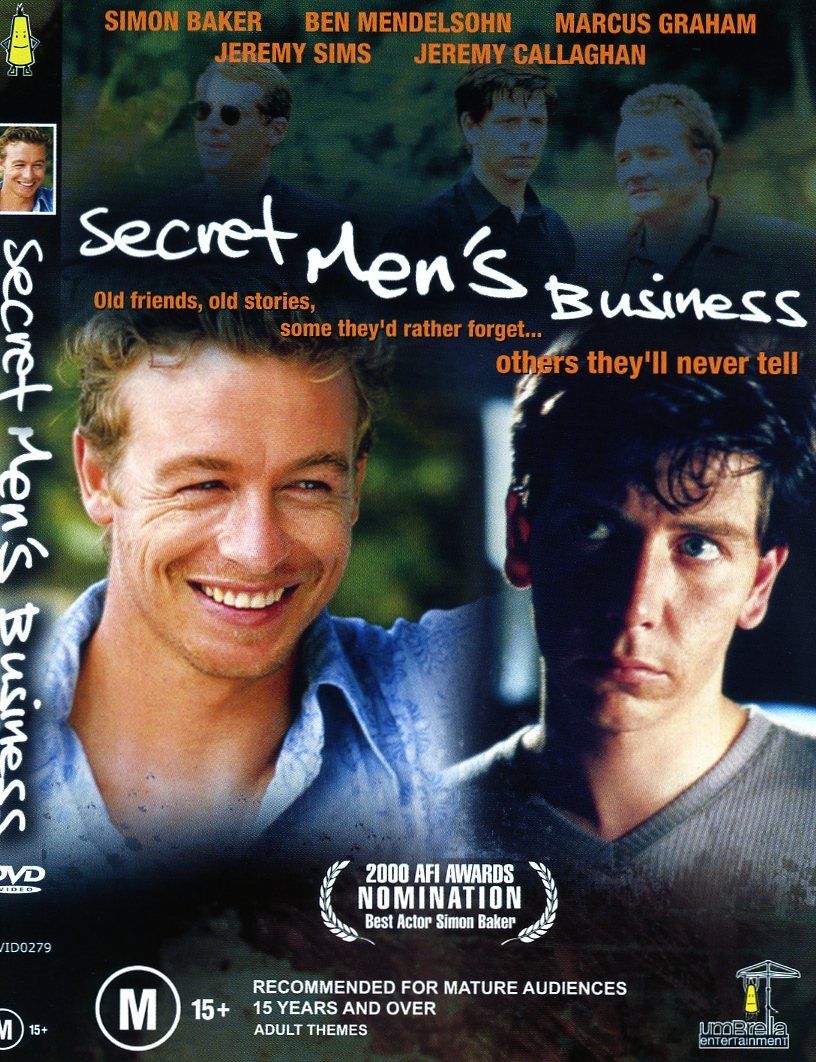 SIMON BAKER BEN MENDELSOHN MARCUS GRAHAM
JEREMY SIMS JEREMY CALLAGHAN
Secret Men's Business
Old friends, old stories,
some they'd rather forget...
others they'll never tell
2000 AFI AWARDS
NOMINATION
Best Actor Simon Baker
M 15+
RECOMMENDED FOR MATURE AUDIENCES
15 YEARS AND OVER
ADULT THEMES
umbrella
ENTERTAINMENT
Secret Men's Business
DVD
VIDEO
VID0279
M 15+